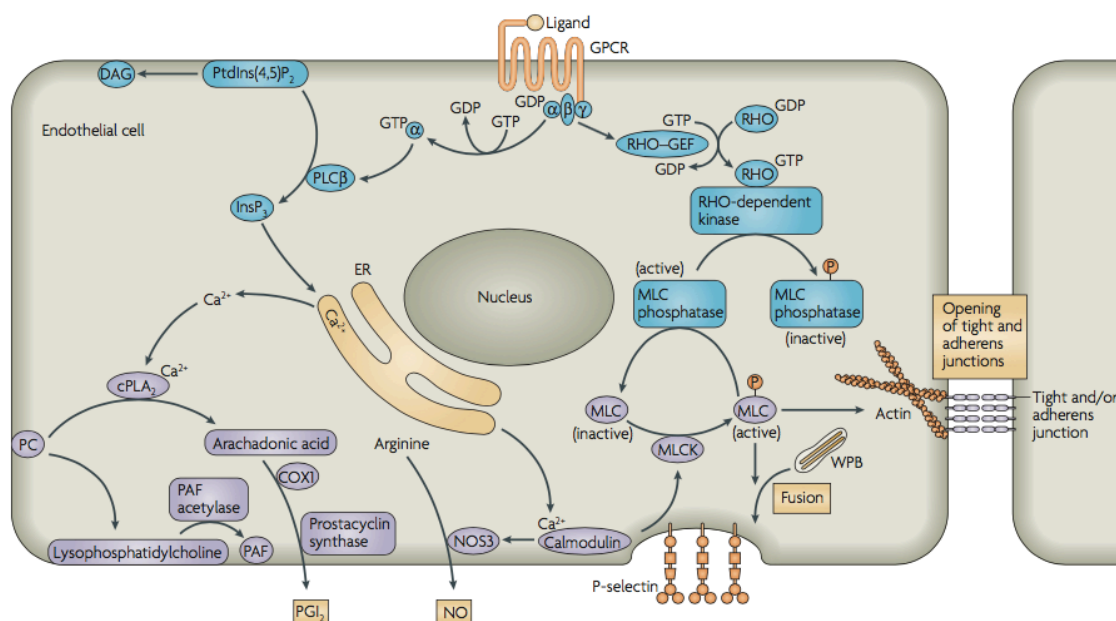 Ligand
GPCR
DAG
PtdIns(4,5)P₂
Endothelial cell
GDP
α
β
γ
GDP
GTP
GTP
α
PLCβ
InsP₃
GTP
GDP
RHO–GEF
RHO
GDP
RHO
GTP
RHO-dependent
kinase
(active)
MLC
phosphatase
P
MLC
phosphatase
(inactive)
ER
Nucleus
Ca²⁺
Ca²⁺
Opening
of tight and
adherens
junctions
cPLA₂
Ca²⁺
PC
Arachadonic acid
COX1
Arginine
MLC
(inactive)
P
MLC
(active)
Actin
Tight and/or
adherens
junction
MLCK
WPB
Fusion
PAF
acetylase
Prostacyclin
synthase
Lysophosphatidylcholine
PAF
NOS3
Ca²⁺
Calmodulin
P-selectin
PGI₂
NO